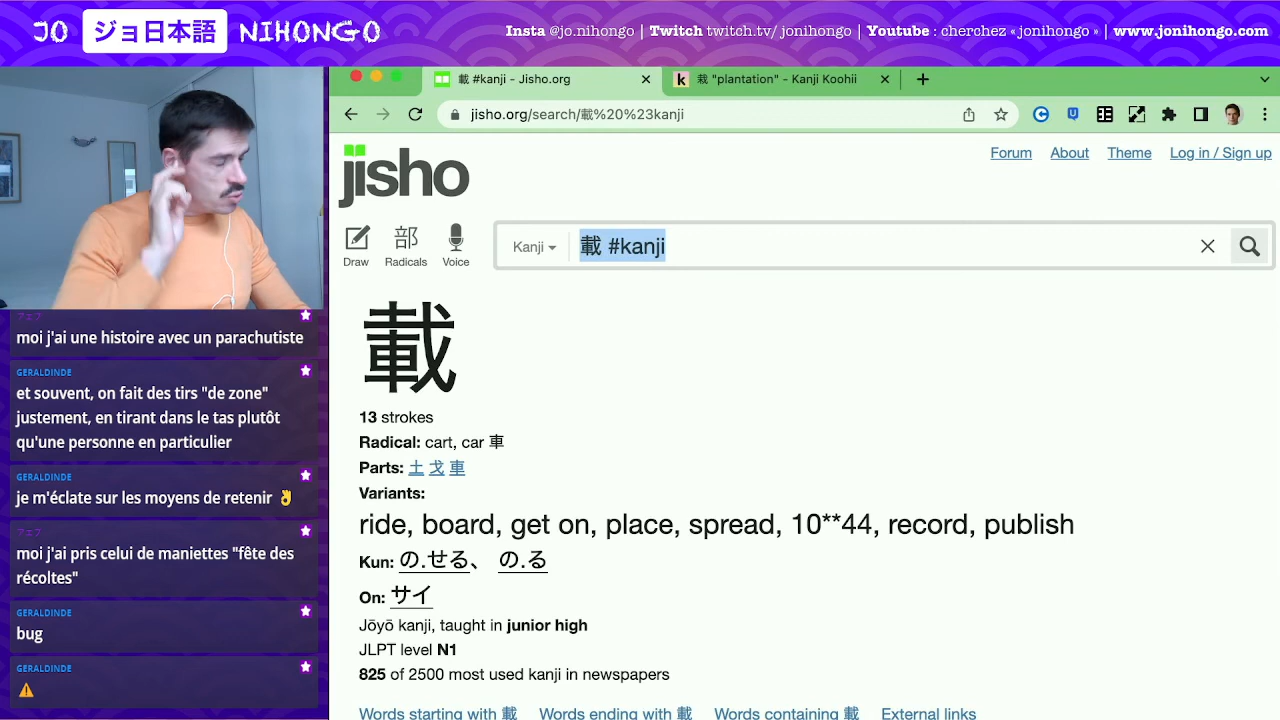 JO ジョ日本語 NIHONGO
Insta @jo.nihongo | Twitch twitch.tv/ jonihongo | Youtube : cherchez « jonihongo » | www.jonihongo.com
載 #kanji - Jisho.org
栽 "plantation" - Kanji Koohii
jisho.org/search/載%20%23kanji
Forum About Theme Log in / Sign up
jisho
Draw
部 Radicals
Voice
Kanji
載 #kanji
載
13 strokes
Radical: cart, car 車
Parts: 土 戈 車
Variants:
ride, board, get on, place, spread, 10**44, record, publish
Kun: の.せる、 の.る
On: サイ
Jōyō kanji, taught in junior high
JLPT level N1
825 of 2500 most used kanji in newspapers
Words starting with 載 Words ending with 載 Words containing 載 External links
moi j'ai une histoire avec un parachutiste
GERALDINDE
et souvent, on fait des tirs "de zone"
justement, en tirant dans le tas plutôt
qu'une personne en particulier
GERALDINDE
je m'éclate sur les moyens de retenir 👌
moi j'ai pris celui de maniettes "fête des
récoltes"
GERALDINDE
bug
GERALDINDE
⚠